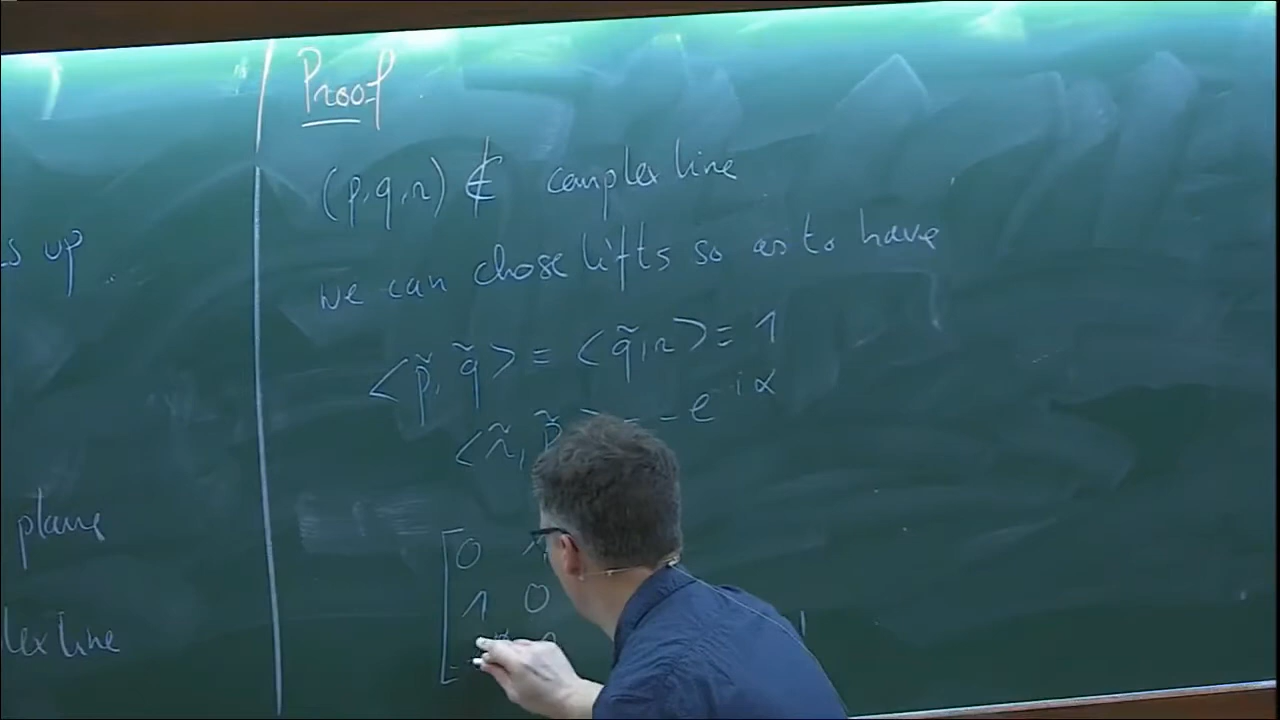 Proof
(p,q,r) ⊄ complex line
s up
we can chose lifts so as to have
<p̃, q̃> = <q̃, r> = 1
<r̃, p̃ = -e^{iα}
plane
0
1 0
lex line